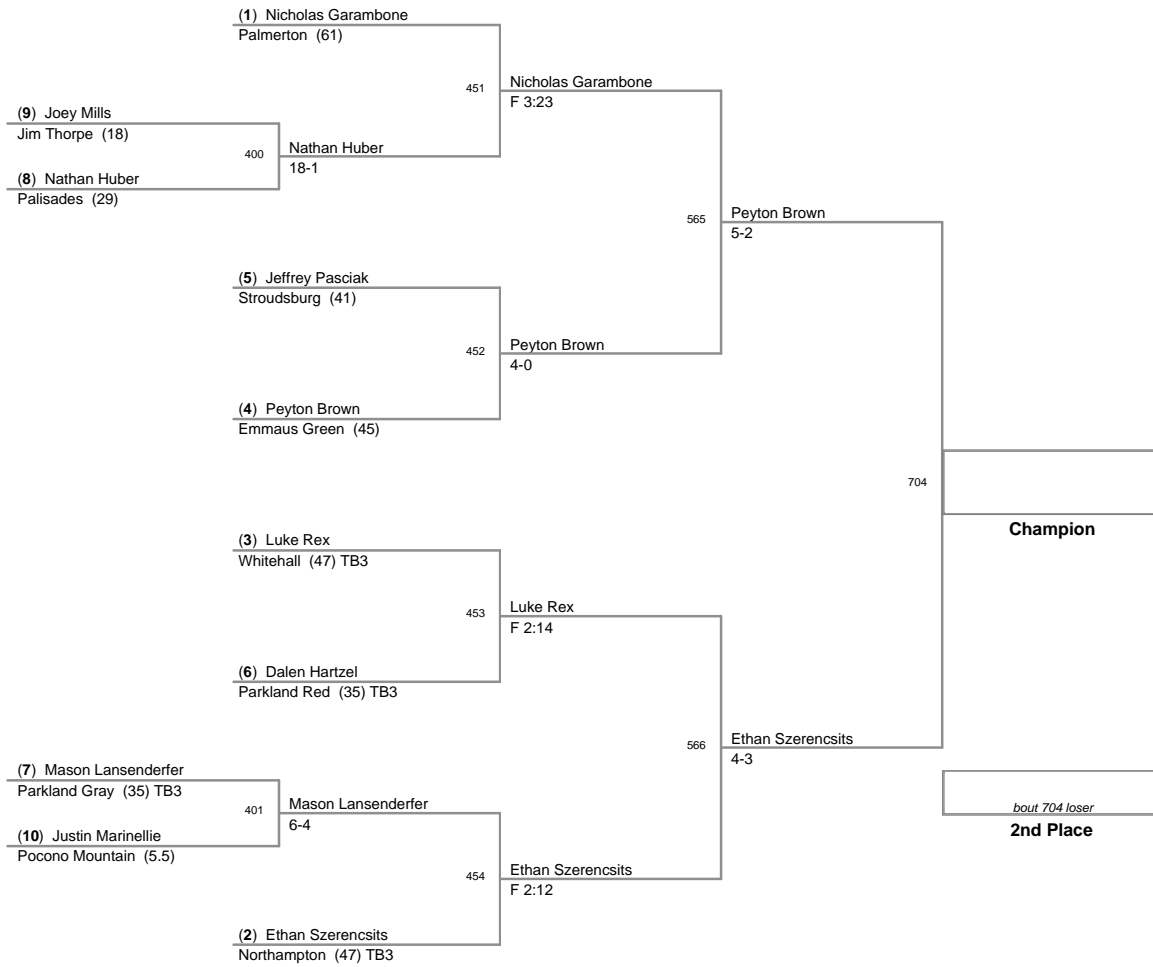 (1) Nicholas Garambone
Palmerton (61)
451
Nicholas Garambone
F 3:23
(9) Joey Mills
Jim Thorpe (18)
400
Nathan Huber
18-1
(8) Nathan Huber
Palisades (29)
565
Peyton Brown
5-2
(5) Jeffrey Pasciak
Stroudsburg (41)
452
Peyton Brown
4-0
(4) Peyton Brown
Emmaus Green (45)
704
Champion
(3) Luke Rex
Whitehall (47) TB3
453
Luke Rex
F 2:14
(6) Dalen Hartzel
Parkland Red (35) TB3
566
Ethan Szerencsits
4-3
(7) Mason Lansenderfer
Parkland Gray (35) TB3
401
Mason Lansenderfer
6-4
(10) Justin Marinellie
Pocono Mountain (5.5)
bout 704 loser
2nd Place
454
Ethan Szerencsits
F 2:12
(2) Ethan Szerencsits
Northampton (47) TB3